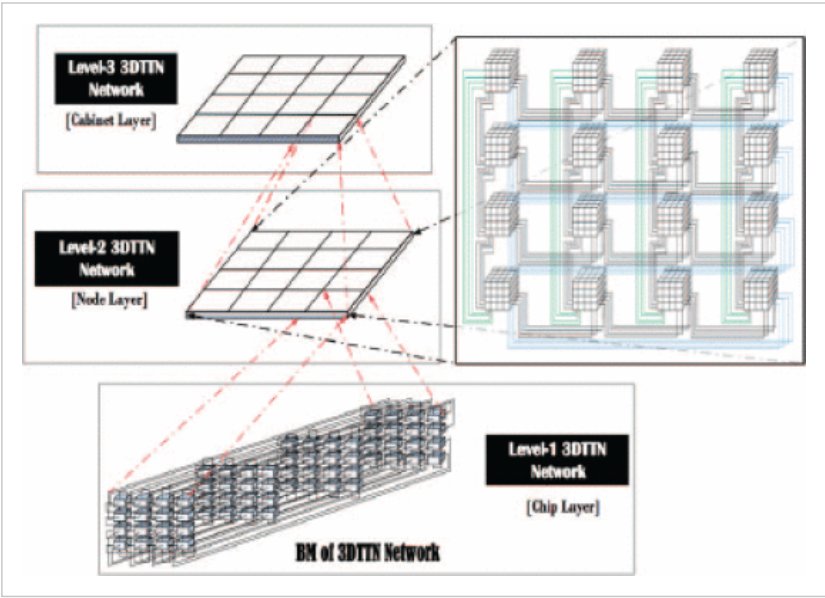 Level-3 3DTTN
Network
[Cabinet Layer]
Level-2 3DTTN
Network
[Node Layer]
Level-1 3DTTN
Network
[Chip Layer]
BM of 3DTTN Network